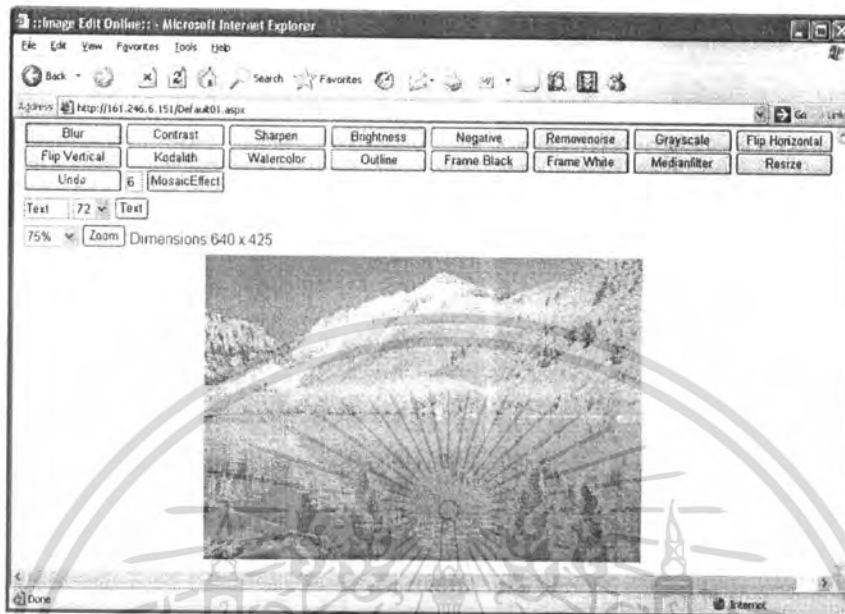 ::Image Edit Online:: - Microsoft Internet Explorer
File Edit View Favorites Tools Help
Back Search Favorites
Address http://161.246.6.151/Default01.aspx Go Links
Blur Contrast Sharpen Brightness Negative Removenoise Grayscale Flip Horizontal
Flip Vertical Kodalith Watercolor Outline Frame Black Frame White Medianfilter Resize
Undo 6 MosaicEffect
Text 72 Text
75% Zoom Dimensions 640 x 425
Done Internet